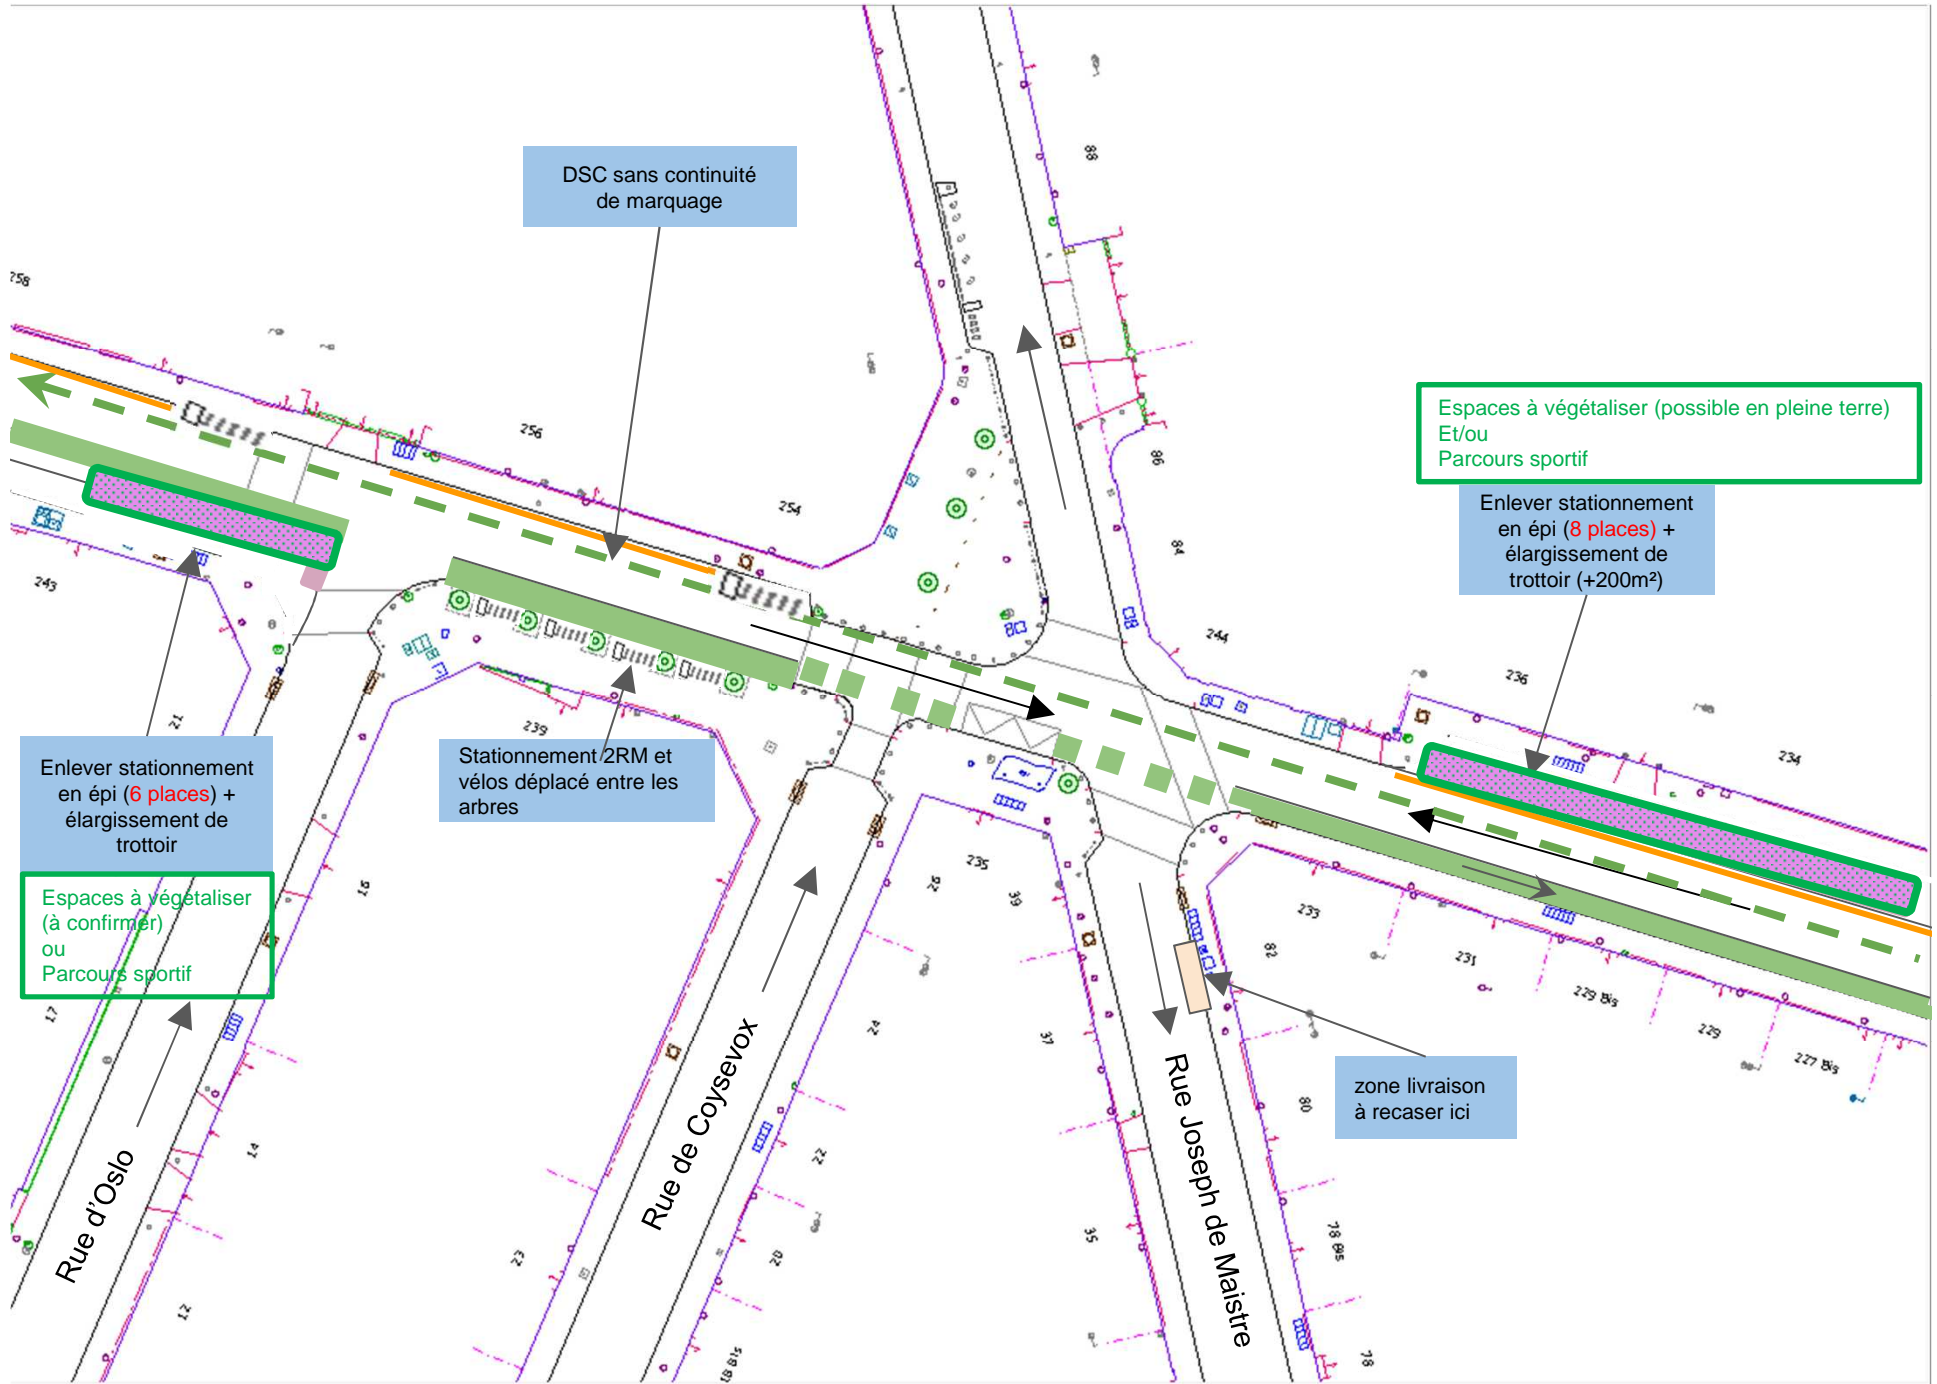 DSC sans continuité
de marquage
Espaces à végétaliser (possible en pleine terre)
Et/ou
Parcours sportif
Enlever stationnement
en épi (8 places) +
élargissement de
trottoir (+200m²)
Enlever stationnement
en épi (6 places) +
élargissement de
trottoir
Espaces à végétaliser
(à confirmer)
ou
Parcours sportif
Stationnement 2RM et
vélos déplacé entre les
arbres
zone livraison
à recaser ici
Rue d'Oslo
Rue de Coysevox
Rue Joseph de Maistre
258
256
254
243
239
235
244
236
234
233
231
229 Bis
229
227 Bis
88
86
84
82
80
78 Bis
78
39
37
35
26
24
22
20
18 Bis
23
21
17
16
14
12